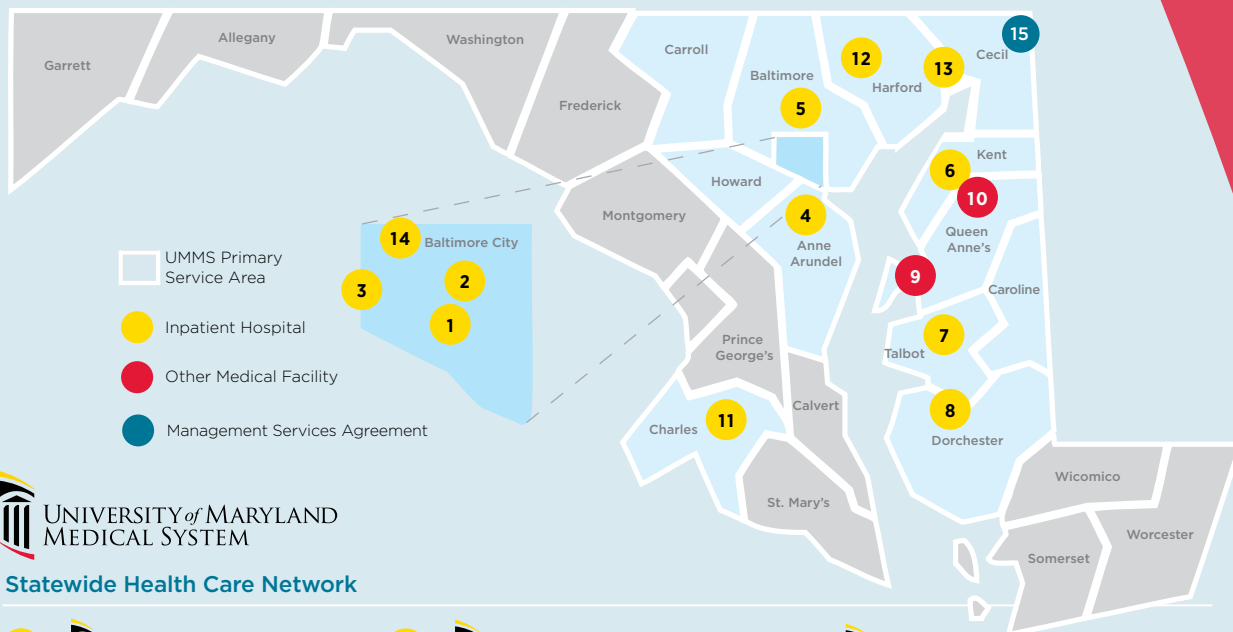 Garrett
Allegany
Washington
Frederick
Carroll
Baltimore
5
12
Harford
13
Cecil
15
Kent
6
10
Queen
Anne's
Howard
Montgomery
4
Anne
Arundel
9
Caroline
7
Talbot
8
Dorchester
Prince
George's
Calvert
Charles
11
St. Mary's
Wicomico
Somerset
Worcester
14
Baltimore City
3
2
1
UMMS Primary
Service Area
Inpatient Hospital
Other Medical Facility
Management Services Agreement
UNIVERSITY of MARYLAND
MEDICAL SYSTEM
Statewide Health Care Network